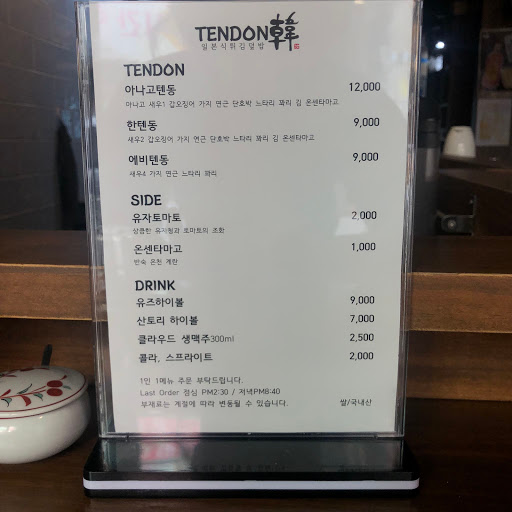 TENDON韓
일본식튀김덮밥
TENDON
아나고텐동 12,000
아나고 새우1 갑오징어 가지 연근 단호박 느타리 꽈리 김 온센타마고
한텐동 9,000
새우2 갑오징어 가지 연근 단호박 느타리 꽈리 김 온센타마고
에비텐동 9,000
새우4 가지 연근 단호박 느타리 꽈리
SIDE
유자토마토 2,000
상큼한 유자청과 토마토의 조화
온센타마고 1,000
반숙 온천 계란
DRINK
유즈하이볼 9,000
산토리 하이볼 7,000
클라우드 생맥주300ml 2,500
콜라, 스프라이트 2,000
1인 1메뉴 주문 부탁드립니다.
Last Order 점심 PM2:30 / 저녁PM8:40
부재료는 계절에 따라 변동될 수 있습니다. 쌀/국내산